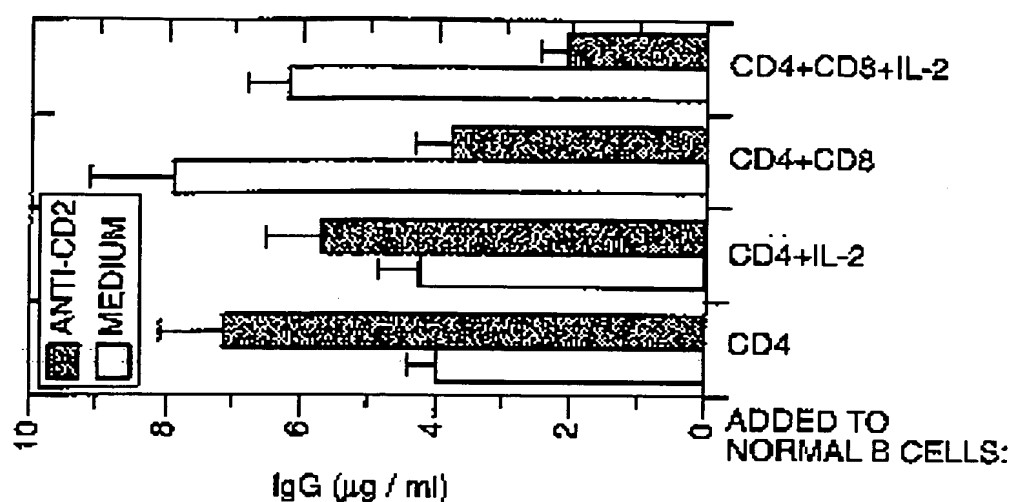 CD4+CD8+IL-2
CD4+CD8
CD4+IL-2
CD4
ADDED TO
NORMAL B CELLS:
ANTI-CD2
MEDIUM
10
8
6
4
2
0
IgG (μg / ml)